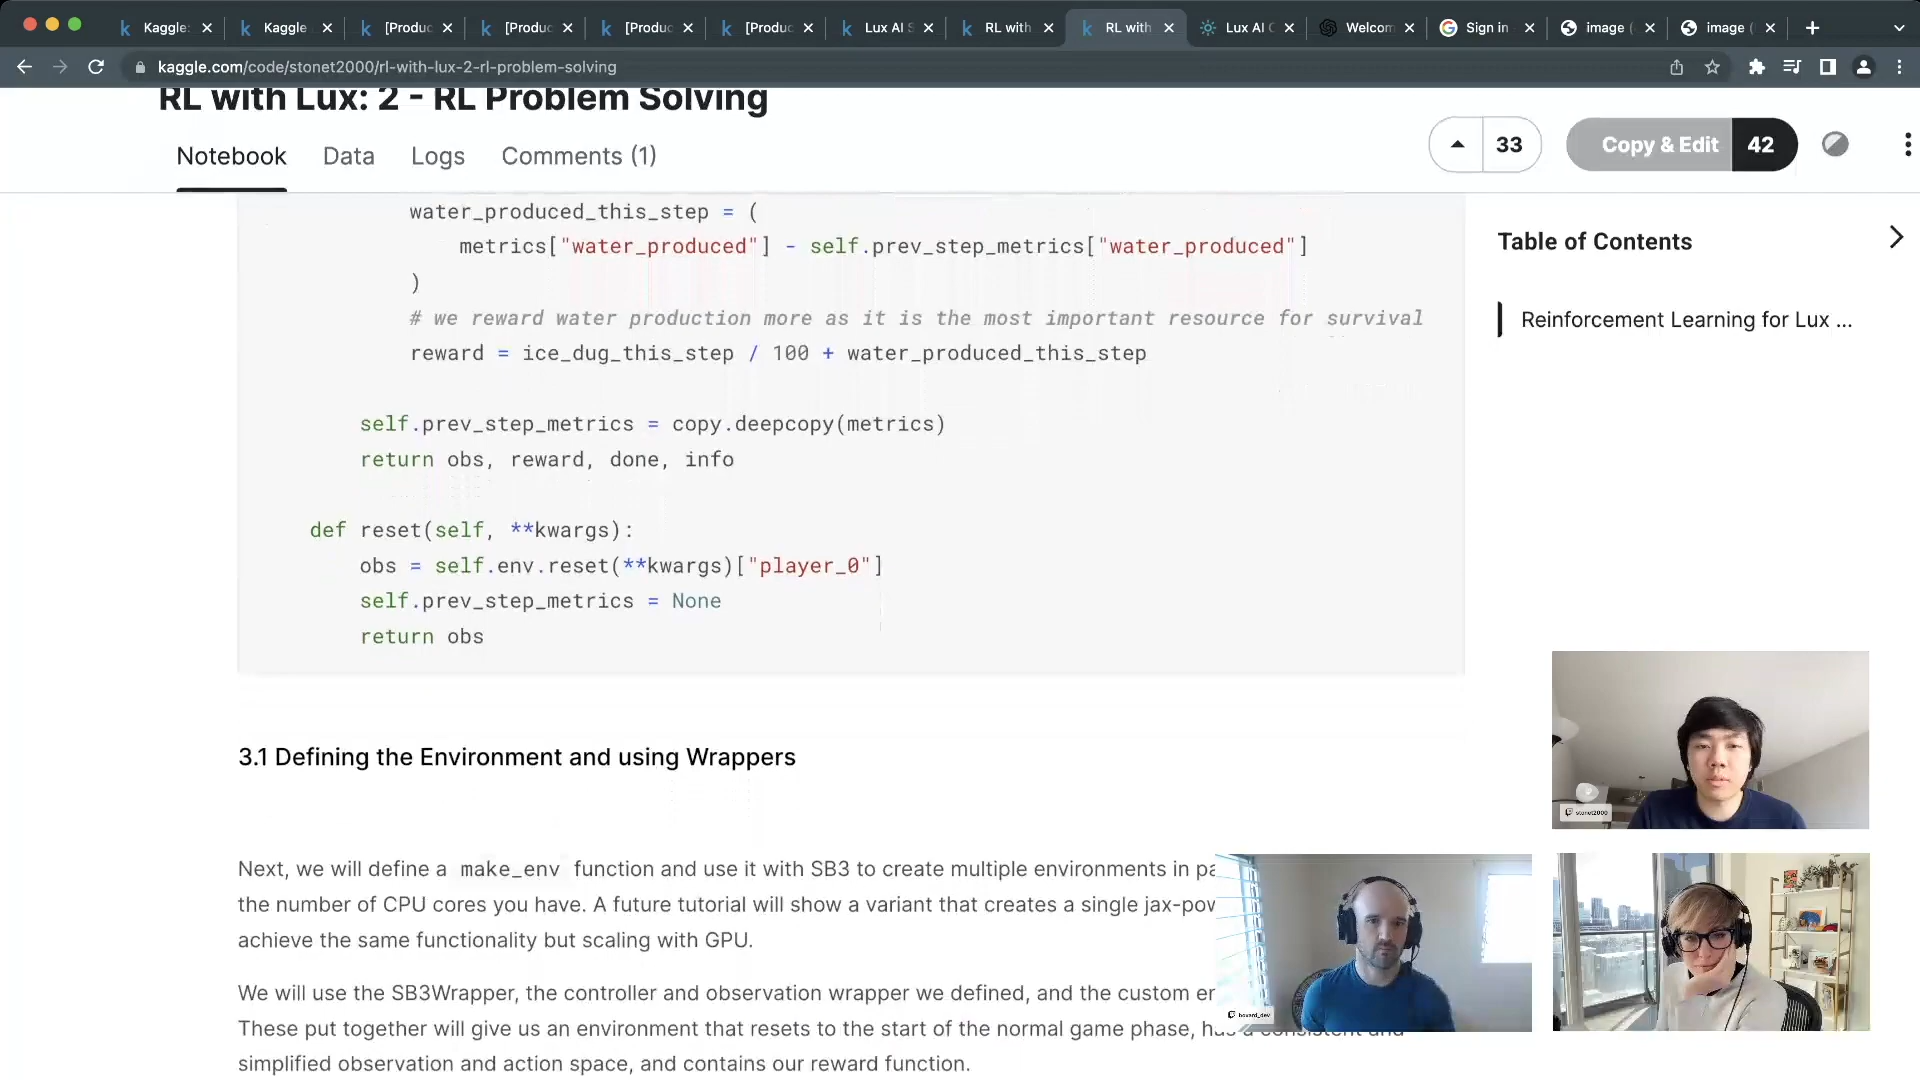 Kaggle:
Kaggle
[Produc
[Produc
[Produc
[Produc
Lux AI S
RL with
RL with
Lux AI C
Welcom
Sign in
image (
image (
kaggle.com/code/stonet2000/rl-with-lux-2-rl-problem-solving
RL with Lux: 2 - RL Problem Solving
Notebook Data Logs Comments (1)
33
Copy & Edit 42
water_produced_this_step = (
metrics["water_produced"] - self.prev_step_metrics["water_produced"]
)
# we reward water production more as it is the most important resource for survival
reward = ice_dug_this_step / 100 + water_produced_this_step
self.prev_step_metrics = copy.deepcopy(metrics)
return obs, reward, done, info
def reset(self, **kwargs):
obs = self.env.reset(**kwargs)["player_0"]
self.prev_step_metrics = None
return obs
Table of Contents
Reinforcement Learning for Lux ...
3.1 Defining the Environment and using Wrappers
Next, we will define a make_env function and use it with SB3 to create multiple environments in pa
the number of CPU cores you have. A future tutorial will show a variant that creates a single jax-pow
achieve the same functionality but scaling with GPU.
We will use the SB3Wrapper, the controller and observation wrapper we defined, and the custom en
These put together will give us an environment that resets to the start of the normal game phase, has a consistent and
simplified observation and action space, and contains our reward function.
stonet2000
bovard_dev